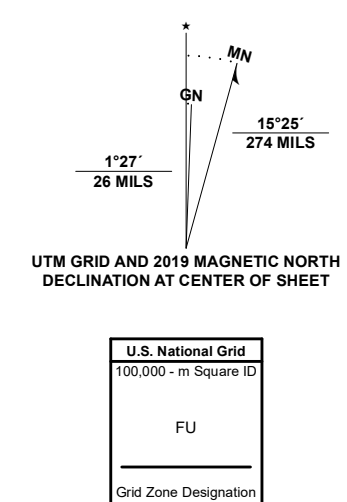 ★
MN
GN
15°25´
274 MILS
1°27´
26 MILS
UTM GRID AND 2019 MAGNETIC NORTH
DECLINATION AT CENTER OF SHEET
U.S. National Grid
100,000 - m Square ID
FU
Grid Zone Designation